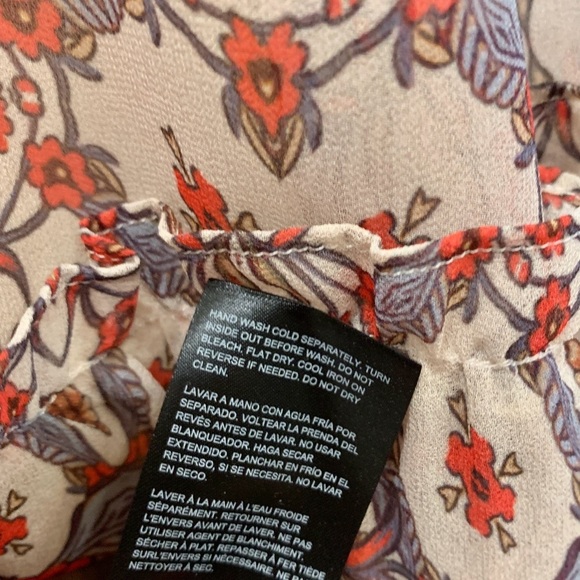 HAND WASH COLD SEPARATELY. TURN
INSIDE OUT BEFORE WASH. DO NOT
BLEACH, FLAT DRY. COOL IRON ON
REVERSE IF NEEDED. DO NOT DRY
CLEAN.
LAVAR A MANO CON AGUA FRÍA POR
SEPARADO. VOLTEAR LA PRENDA DEL
REVÉS ANTES DE LAVAR. NO USAR
BLANQUEADOR. HAGA SECAR
EXTENDIDO. PLANCHAR EN FRÍO EN EL
REVERSO, SI SE NECESITA. NO LAVAR
EN SECO.
LAVER À LA MAIN À L'EAU FROIDE
SÉPARÉMENT. RETOURNER SUR
L'ENVERS AVANT DE LAVER. NE PAS
UTILISER AGENT DE BLANCHIMENT.
SÉCHER À PLAT. REPASSER À FER TIÈDE
SUR L'ENVERS SI NÉCESSAIRE. NE PAS
NETTOYER À SEC.